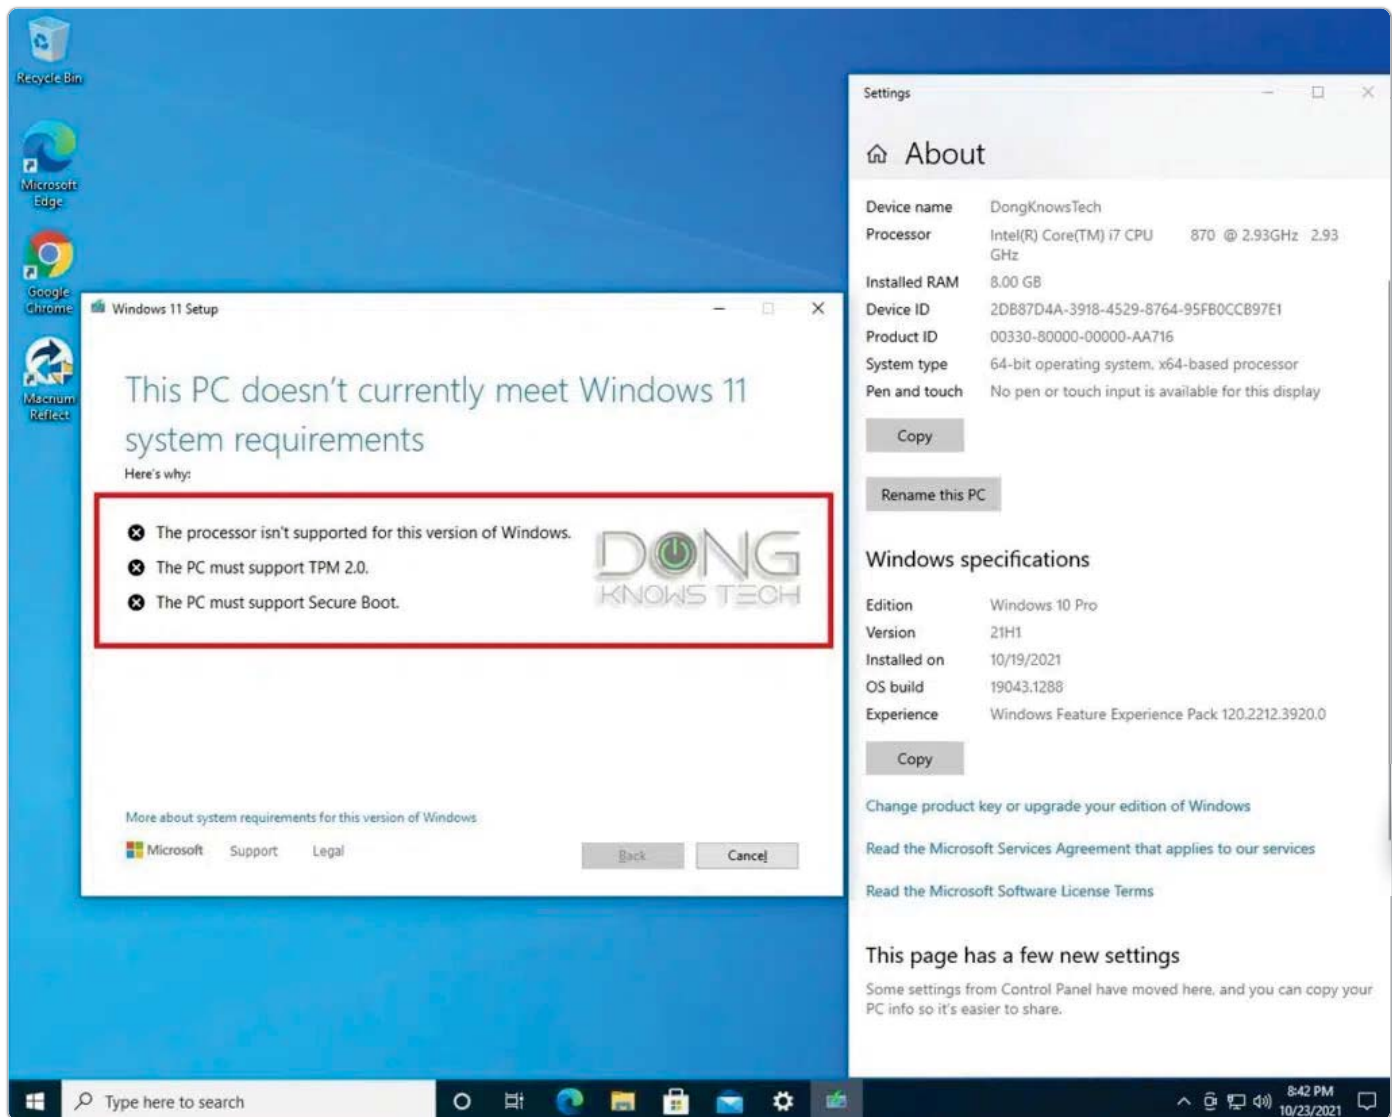 Recycle Bin
Microsoft
Edge
Google
Chrome
Macrium
Reflect
Windows 11 Setup
This PC doesn't currently meet Windows 11
system requirements
Here's why:
The processor isn't supported for this version of Windows.
The PC must support TPM 2.0.
The PC must support Secure Boot.
DONG
KNOWS TECH
More about system requirements for this version of Windows
Microsoft Support Legal
Back Cancel
Settings
About
Device name DongKnowsTech
Processor Intel(R) Core(TM) i7 CPU 870 @ 2.93GHz 2.93
GHz
Installed RAM 8.00 GB
Device ID 2DB87D4A-3918-4529-8764-95FB0CCB97E1
Product ID 00330-80000-00000-AA716
System type 64-bit operating system, x64-based processor
Pen and touch No pen or touch input is available for this display
Copy
Rename this PC
Windows specifications
Edition Windows 10 Pro
Version 21H1
Installed on 10/19/2021
OS build 19043.1288
Experience Windows Feature Experience Pack 120.2212.3920.0
Copy
Change product key or upgrade your edition of Windows
Read the Microsoft Services Agreement that applies to our services
Read the Microsoft Software License Terms
This page has a few new settings
Some settings from Control Panel have moved here, and you can copy your
PC info so it's easier to share.
Type here to search
8:42 PM
10/23/2021